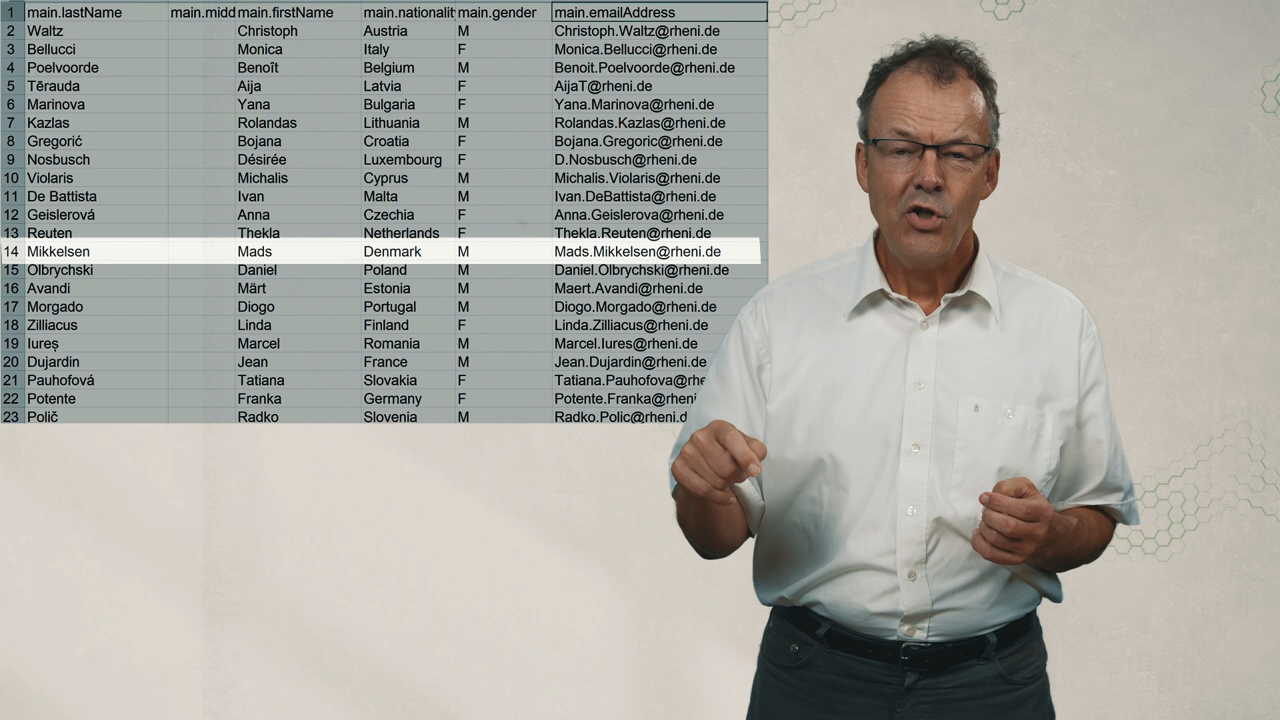 1 main.lastName main.midd main.firstName main.nationalit main.gender main.emailAddress
2 Waltz Christoph Austria M Christoph.Waltz@rheni.de
3 Bellucci Monica Italy F Monica.Bellucci@rheni.de
4 Poelvoorde Benoît Belgium M Benoit.Poelvoorde@rheni.de
5 Tērauda Aija Latvia F AijaT@rheni.de
6 Marinova Yana Bulgaria F Yana.Marinova@rheni.de
7 Kazlas Rolandas Lithuania M Rolandas.Kazlas@rheni.de
8 Gregorić Bojana Croatia F Bojana.Gregoric@rheni.de
9 Nosbusch Désirée Luxembourg F D.Nosbusch@rheni.de
10 Violaris Michalis Cyprus M Michalis.Violaris@rheni.de
11 De Battista Ivan Malta M Ivan.DeBattista@rheni.de
12 Geislerová Anna Czechia F Anna.Geislerova@rheni.de
13 Reuten Thekla Netherlands F Thekla.Reuten@rheni.de
14 Mikkelsen Mads Denmark M Mads.Mikkelsen@rheni.de
15 Olbrychski Daniel Poland M Daniel.Olbrychski@rheni.de
16 Avandi Märt Estonia M Maert.Avandi@rheni.de
17 Morgado Diogo Portugal M Diogo.Morgado@rheni.de
18 Zilliacus Linda Finland F Linda.Zilliacus@rheni.de
19 Iureș Marcel Romania M Marcel.Iures@rheni.de
20 Dujardin Jean France M Jean.Dujardin@rheni.de
21 Pauhofová Tatiana Slovakia F Tatiana.Pauhofova@rhe
22 Potente Franka Germany F Potente.Franka@rheni
23 Polič Radko Slovenia M Radko.Polic@rheni.d